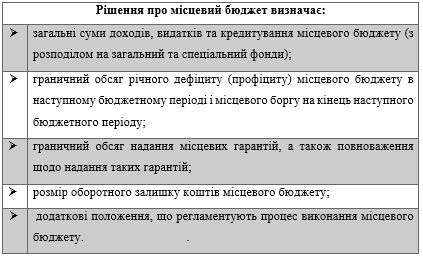 Рішення про місцевий бюджет визначає:
➢ загальні суми доходів, видатків та кредитування місцевого бюджету (з
розподілом на загальний та спеціальний фонди);
➢ граничний обсяг річного дефіциту (профіциту) місцевого бюджету в
наступному бюджетному періоді і місцевого боргу на кінець наступного
бюджетного періоду;
➢ граничний обсяг надання місцевих гарантій, а також повноваження
щодо надання таких гарантій;
➢ розмір оборотного залишку коштів місцевого бюджету;
➢ додаткові положення, що регламентують процес виконання місцевого
бюджету. .